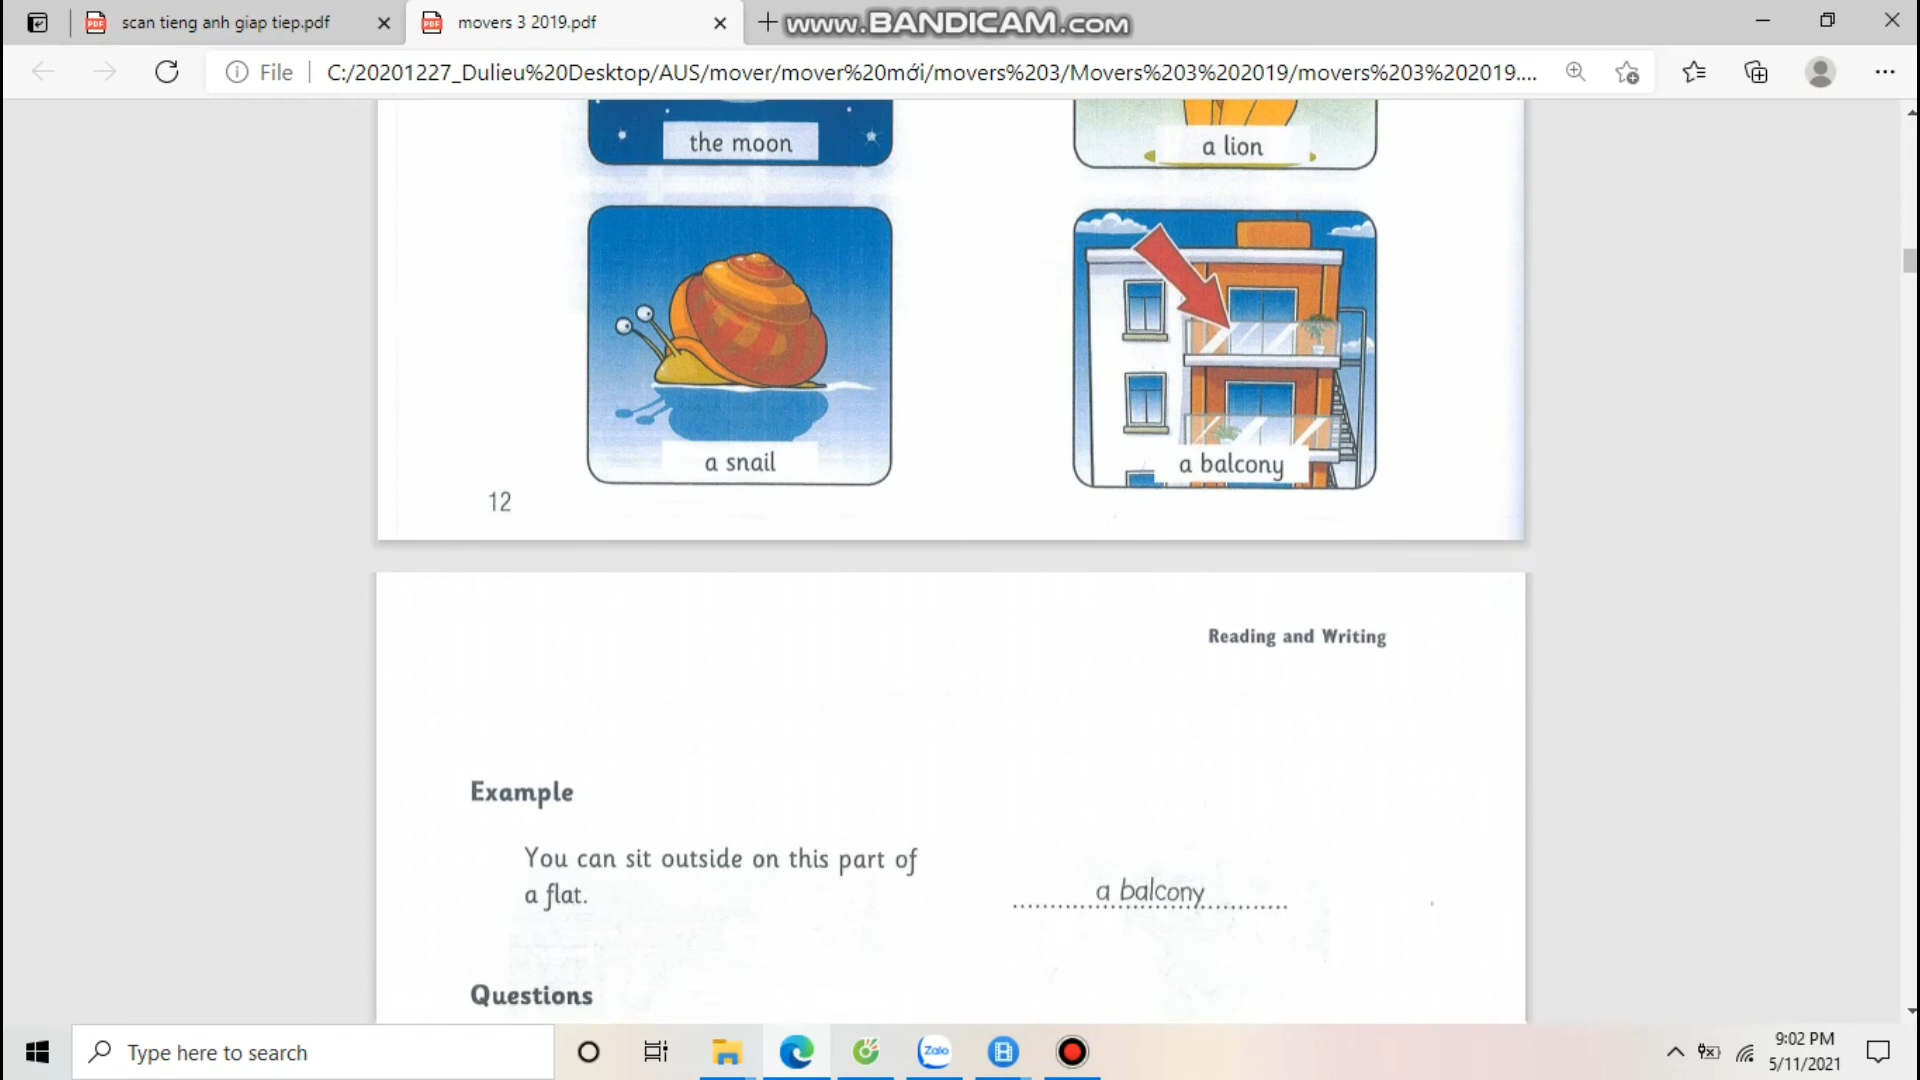 scan tieng anh giap tiep.pdf
movers 3 2019.pdf
www.BANDICAM.com
File
C:/20201227_Dulieu%20Desktop/AUS/mover/mover%20mới/movers%203/Movers%203%202019/movers%203%202019....
the moon
a lion
a snail
a balcony
12
Reading and Writing
Example
You can sit outside on this part of
a flat.
a balcony
Questions
Type here to search
Zalo
9:02 PM
5/11/2021